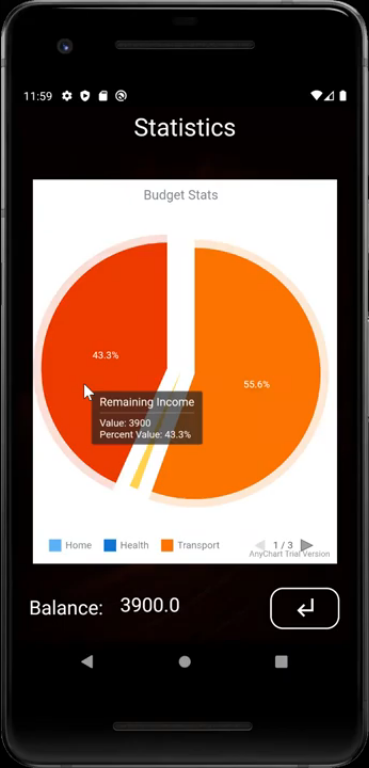 11:59
Statistics
Budget Stats
43.3%
55.6%
Remaining Income
Value: 3900
Percent Value: 43.3%
Home Health Transport 1 / 3
AnyChart Trial Version
Balance: 3900.0